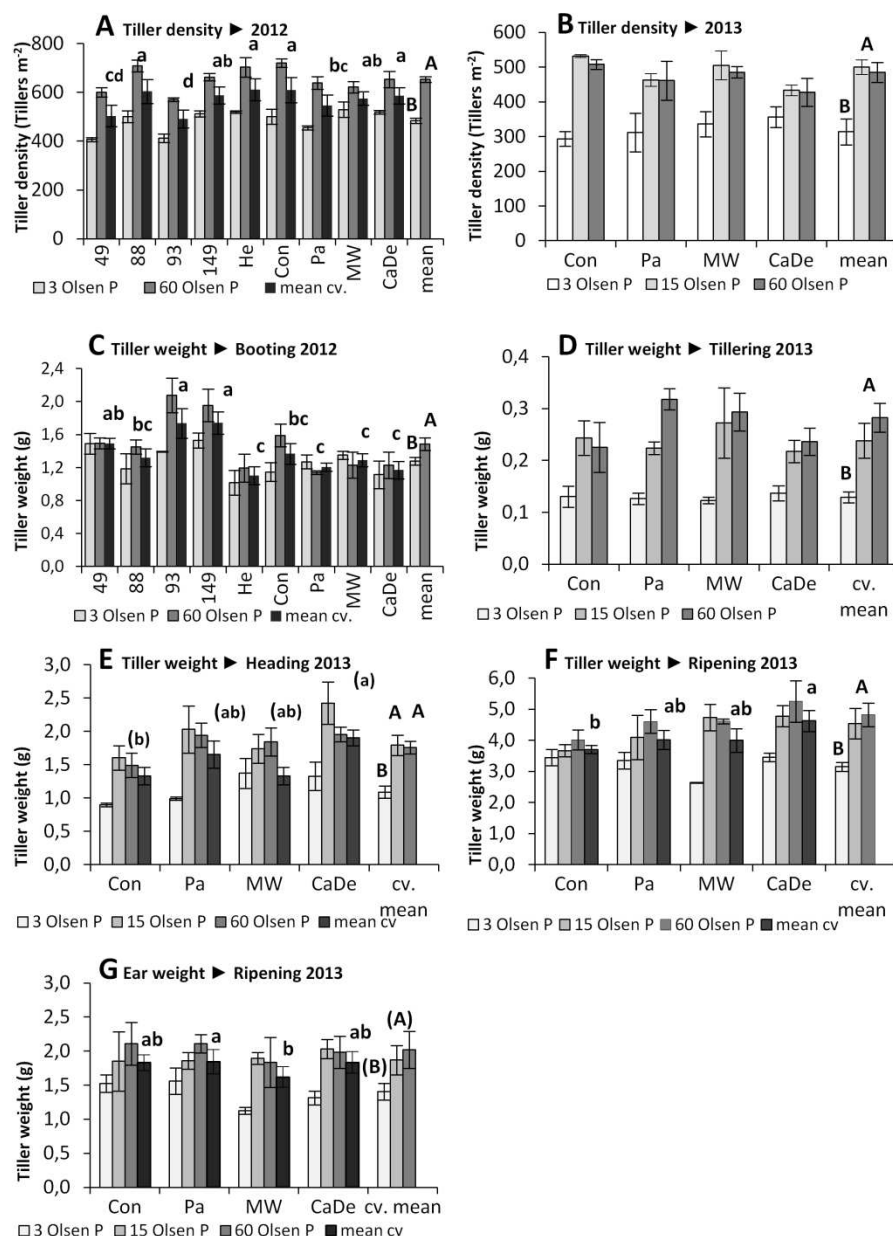 A Tiller density ► 2012
Tiller density (Tillers m-2)
800
600
400
200
0
cd
a
d
ab
a
a
bc
ab
a
B
A
49
88
93
149
He
Con
Pa
MW
CaDe
mean
3 Olsen P 60 Olsen P mean cv.
B Tiller density ► 2013
Tiller density (Tillers m-2)
600
500
400
300
200
100
0
B
A
Con Pa MW CaDe mean
3 Olsen P 15 Olsen P 60 Olsen P
C Tiller weight ► Booting 2012
Tiller weight (g)
2,4
2,0
1,6
1,2
0,8
0,4
0,0
ab
bc
a
a
c
bc
c
c
c
B
A
49
88
93
149
He
Con
Pa
MW
CaDe
mean
3 Olsen P 60 Olsen P mean cv.
D Tiller weight ► Tillering 2013
Tiller weight (g)
0,4
0,3
0,2
0,1
0,0
B
A
Con Pa MW CaDe cv.
mean
3 Olsen P 15 Olsen P 60 Olsen P
E Tiller weight ► Heading 2013
Tiller weight (g)
3,0
2,5
2,0
1,5
1,0
0,5
0,0
(b)
(ab)
(ab)
(a)
B
A A
Con Pa MW CaDe cv.
mean
3 Olsen P 15 Olsen P 60 Olsen P mean cv
F Tiller weight ► Ripening 2013
Tiller weight (g)
6,0
5,0
4,0
3,0
2,0
1,0
0,0
b
ab
ab
a
B
A
Con Pa MW CaDe cv.
mean
3 Olsen P 15 Olsen P 60 Olsen P mean cv
G Ear weight ► Ripening 2013
Tiller weight (g)
3,0
2,5
2,0
1,5
1,0
0,5
0,0
ab
a
b
ab
(B)
(A)
Con Pa MW CaDe cv. mean
3 Olsen P 15 Olsen P 60 Olsen P mean cv